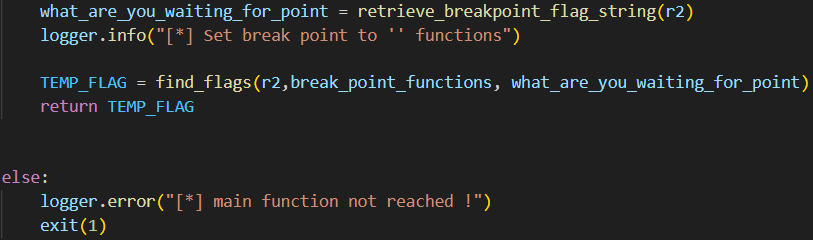 what_are_you_waiting_for_point = retrieve_breakpoint_flag_string(r2)
logger.info("[*] Set break point to '' functions")
TEMP_FLAG = find_flags(r2,break_point_functions, what_are_you_waiting_for_point)
return TEMP_FLAG
else:
logger.error("[*] main function not reached !")
exit(1)